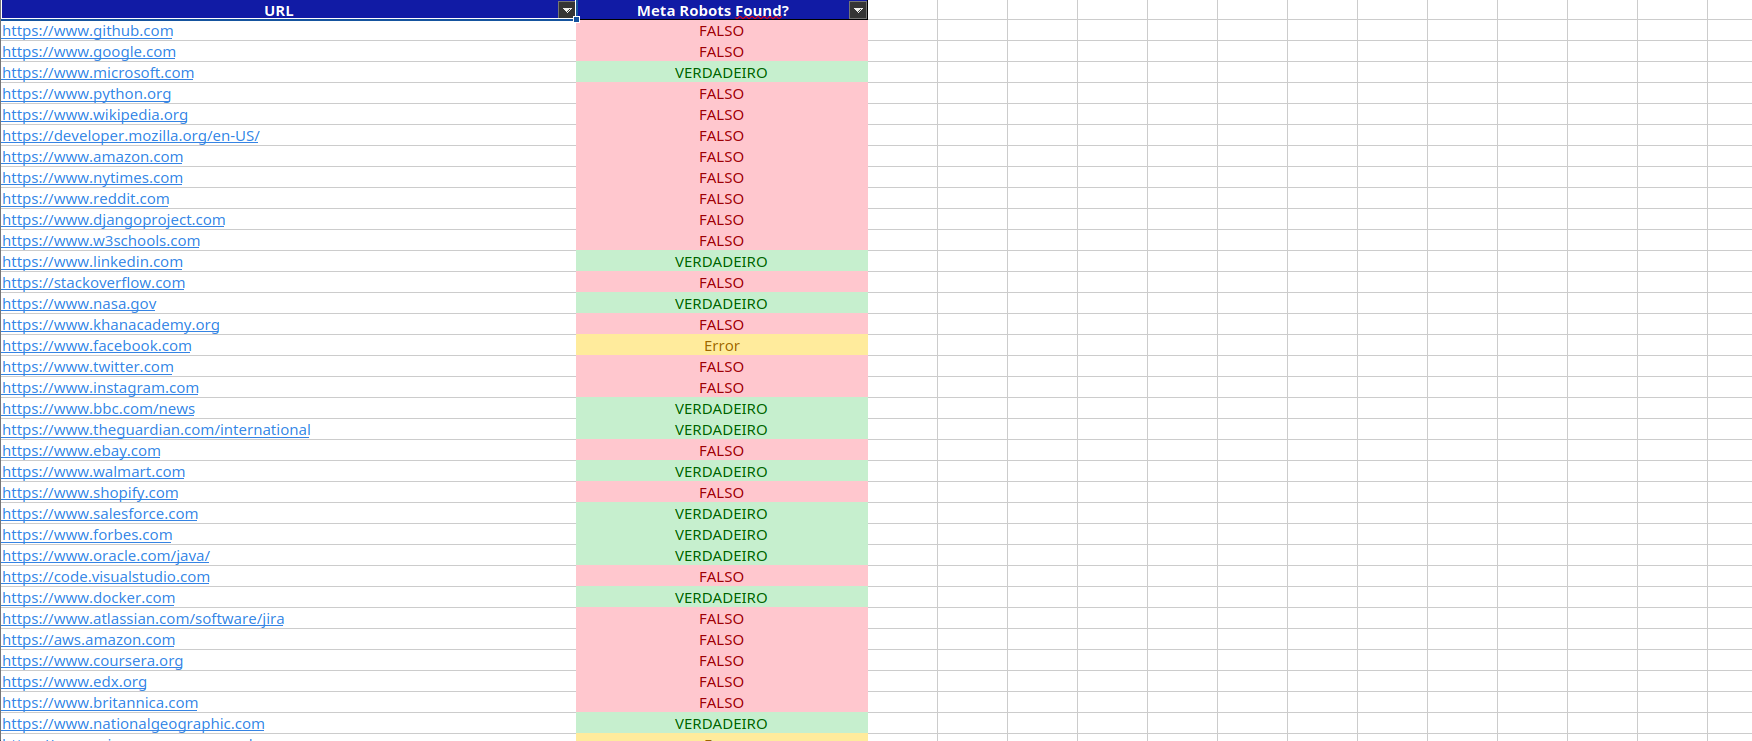 URL Meta Robots Found?
https://www.github.com FALSO
https://www.google.com FALSO
https://www.microsoft.com VERDADEIRO
https://www.python.org FALSO
https://www.wikipedia.org FALSO
https://developer.mozilla.org/en-US/ FALSO
https://www.amazon.com FALSO
https://www.nytimes.com FALSO
https://www.reddit.com FALSO
https://www.djangoproject.com FALSO
https://www.w3schools.com FALSO
https://www.linkedin.com VERDADEIRO
https://stackoverflow.com FALSO
https://www.nasa.gov VERDADEIRO
https://www.khanacademy.org FALSO
https://www.facebook.com Error
https://www.twitter.com FALSO
https://www.instagram.com FALSO
https://www.bbc.com/news VERDADEIRO
https://www.theguardian.com/international VERDADEIRO
https://www.ebay.com FALSO
https://www.walmart.com VERDADEIRO
https://www.shopify.com FALSO
https://www.salesforce.com VERDADEIRO
https://www.forbes.com VERDADEIRO
https://www.oracle.com/java/ VERDADEIRO
https://code.visualstudio.com FALSO
https://www.docker.com VERDADEIRO
https://www.atlassian.com/software/jira FALSO
https://aws.amazon.com FALSO
https://www.coursera.org FALSO
https://www.edx.org FALSO
https://www.britannica.com FALSO
https://www.nationalgeographic.com VERDADEIRO